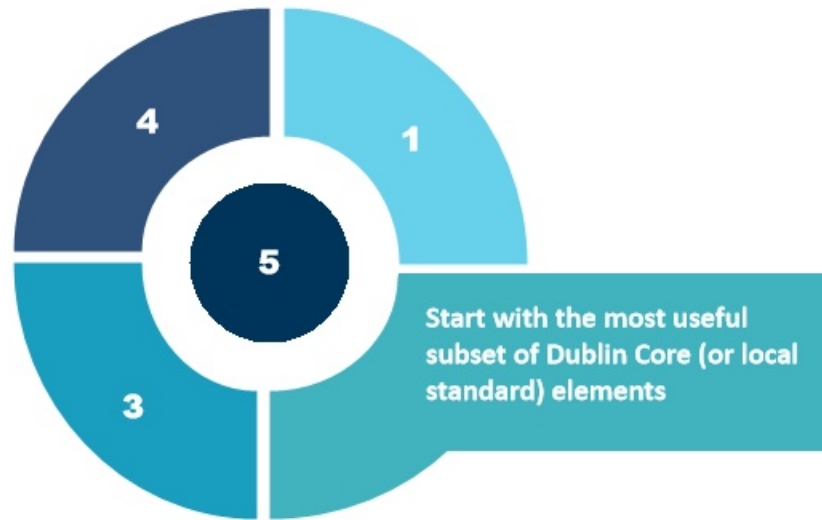 4
1
5
Start with the most useful
subset of Dublin Core (or local
standard) elements
3